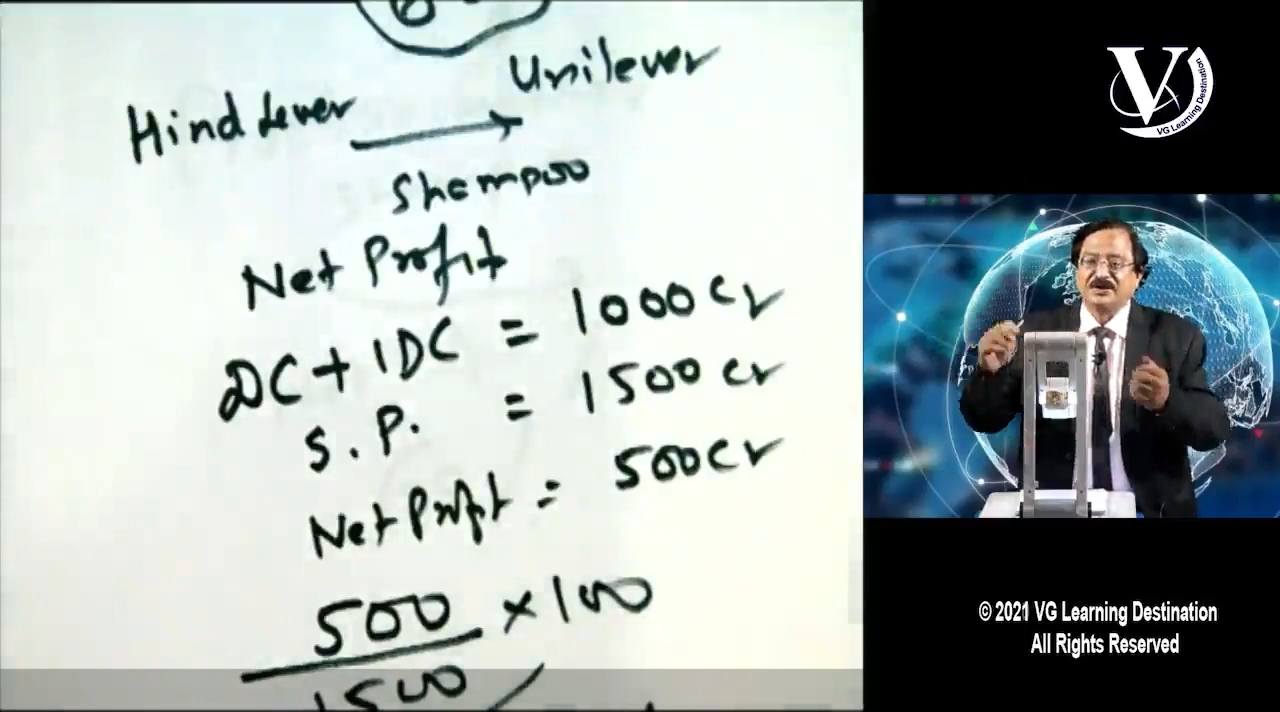 Hind Lever
Unilever
Shampoo
Net Profit
DC + IDC = 1000 Cr
S.P. = 1500 Cr
Net Profit = 500 Cr
500 × 100
1500
V
VG Learning Destination
© 2021 VG Learning Destination
All Rights Reserved